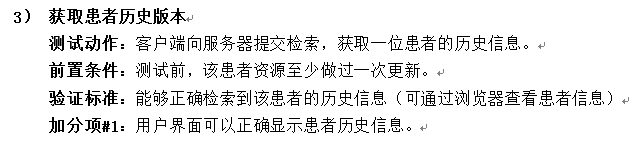 3） 获取患者历史版本
测试动作：客户端向服务器提交检索，获取一位患者的历史信息。
前置条件：测试前，该患者资源至少做过一次更新。
验证标准：能够正确检索到该患者的历史信息（可通过浏览器查看患者信息）
加分项#1：用户界面可以正确显示患者历史信息。